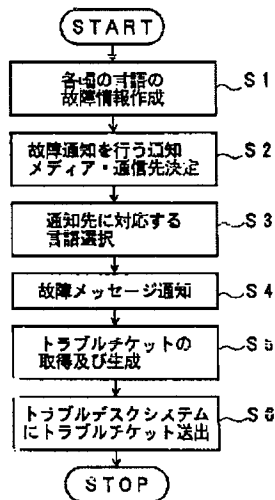 START
各国の言語の
故障情報作成
S1
故障通知を行う通知
メディア・通信先決定
S2
通知先に対応する
言語選択
S3
故障メッセージ通知
S4
トラブルチケットの
取得及び生成
S5
トラブルデスクシステム
にトラブルチケット送出
S6
STOP